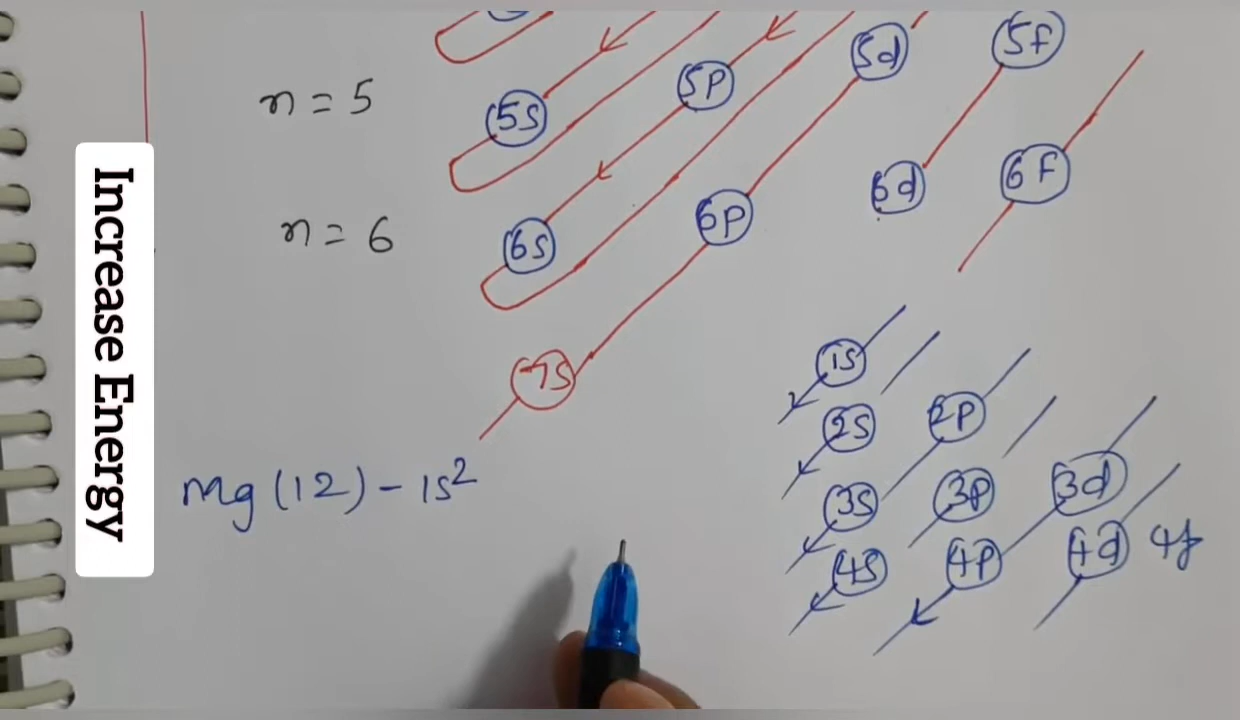 Increase Energy
5d 5f
n = 5 5s 5p
6d 6f
n = 6 6s 6p
7s
1s
2s 2p
Mg (12) - 1s²
3s 3p 3d
4s 4p 4d 4f